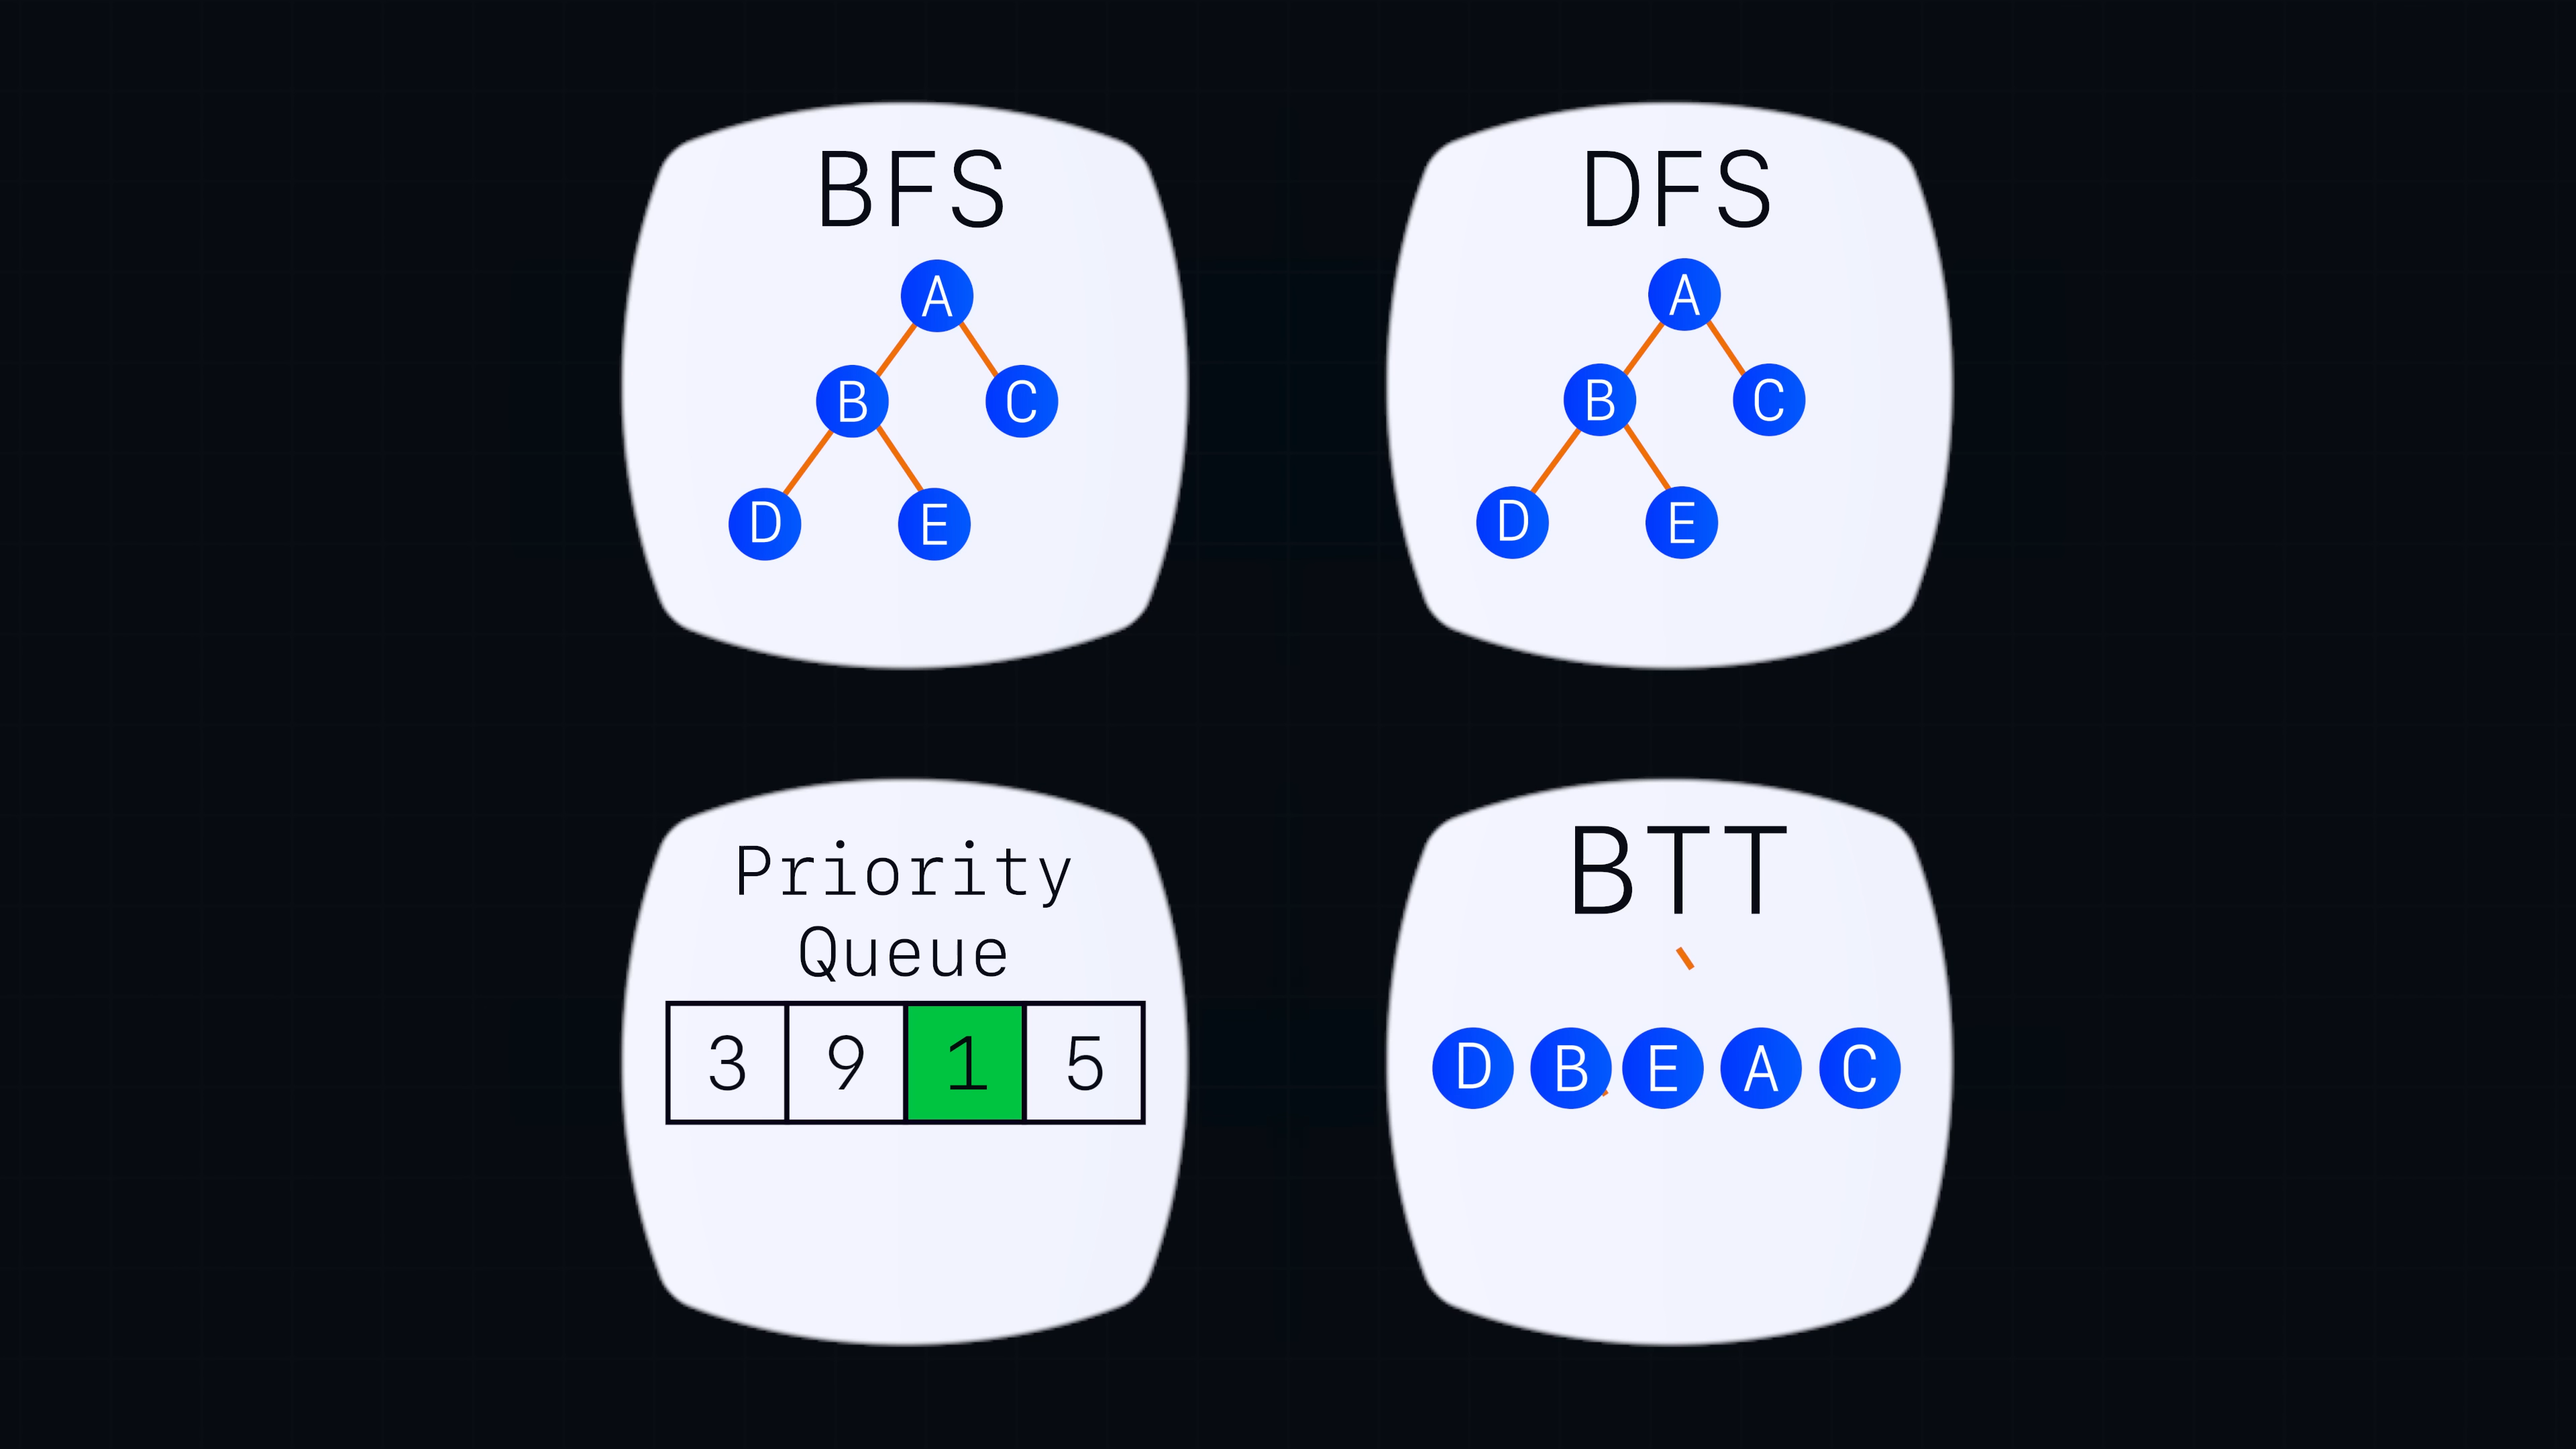 BFS
A
B C
D E
DFS
A
B C
D E
Priority
Queue
3 9 1 5
BTT
D B E A C